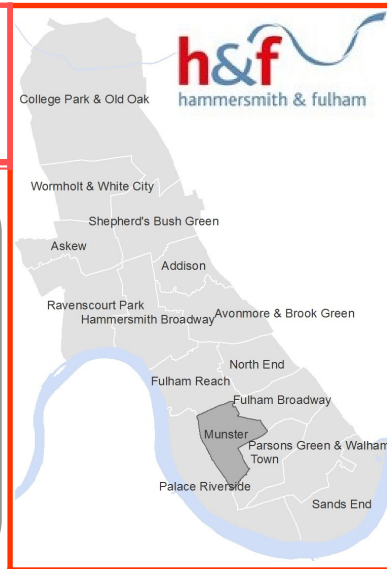 h&f
hammersmith & fulham
College Park & Old Oak
Wormholt & White City
Shepherd's Bush Green
Askew
Addison
Ravenscourt Park
Hammersmith Broadway
Avonmore & Brook Green
North End
Fulham Reach
Fulham Broadway
Munster
Parsons Green & Walham
Town
Palace Riverside
Sands End